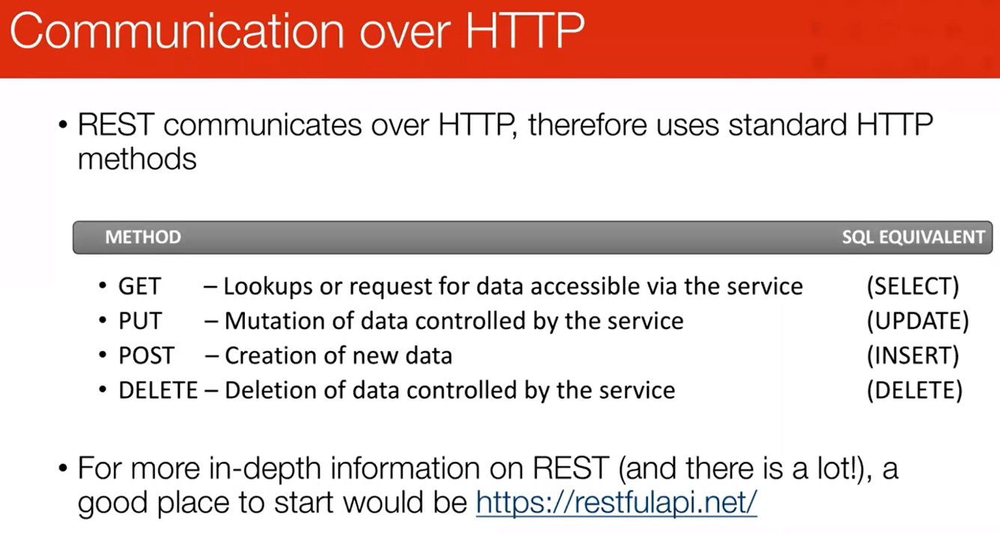 Communication over HTTP
• REST communicates over HTTP, therefore uses standard HTTP
methods
METHOD SQL EQUIVALENT
• GET – Lookups or request for data accessible via the service (SELECT)
• PUT – Mutation of data controlled by the service (UPDATE)
• POST – Creation of new data (INSERT)
• DELETE – Deletion of data controlled by the service (DELETE)
• For more in-depth information on REST (and there is a lot!), a
good place to start would be https://restfulapi.net/